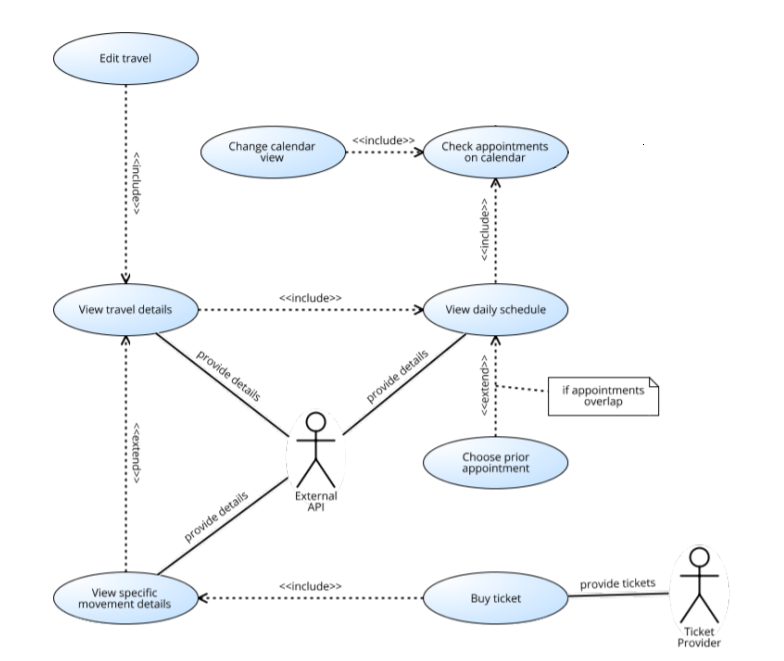 Edit travel
<<include>>
Change calendar
view
<<include>>
Check appointments
on calendar
<<include>>
View travel details
<<include>>
View daily schedule
provide details
provide details
<<extend>>
if appointments
overlap
<<extend>>
Choose prior
appointment
External
API
provide details
View specific
movement details
<<include>>
Buy ticket
provide tickets
Ticket
Provider